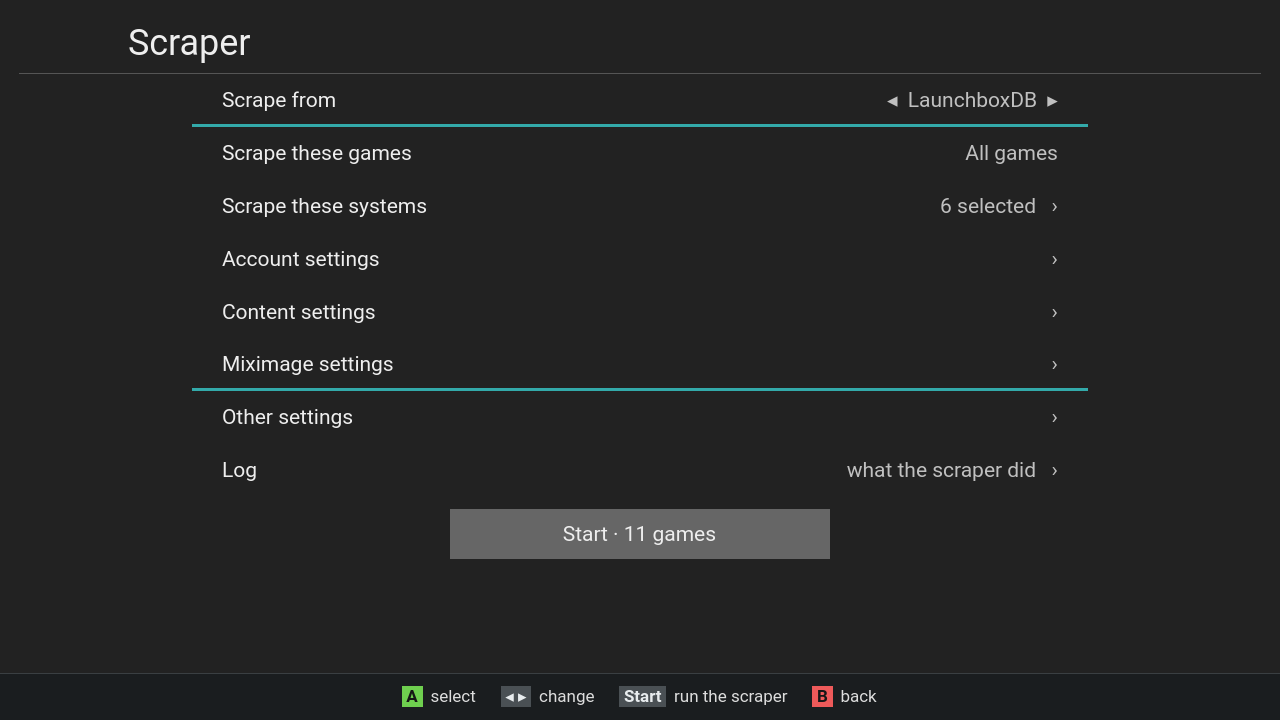 Scraper
Scrape from ◄ LaunchboxDB ►
Scrape these games All games
Scrape these systems 6 selected ›
Account settings ›
Content settings ›
Miximage settings ›
Other settings ›
Log what the scraper did ›
Start · 11 games
A select ◄► change Start run the scraper B back